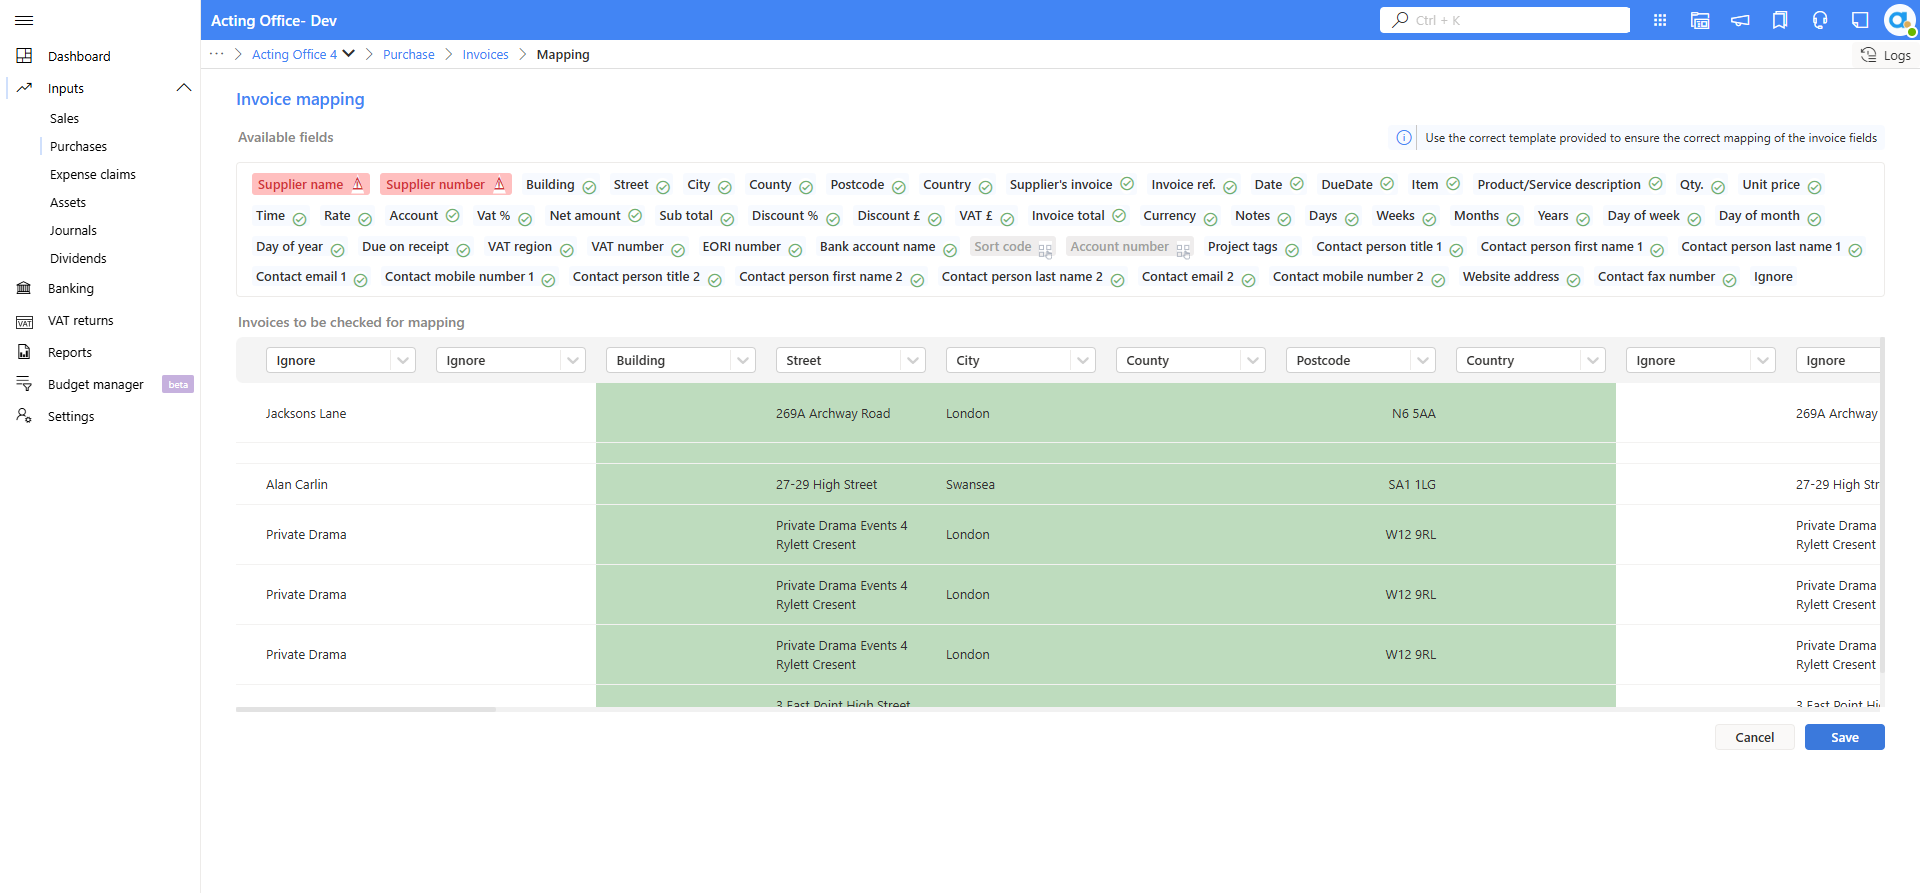 Acting Office- Dev
Ctrl + K
Acting Office 4
Purchase
Invoices
Mapping
Logs
Dashboard
Inputs
Sales
Purchases
Expense claims
Assets
Journals
Dividends
Banking
VAT
VAT returns
Reports
Budget manager
beta
Settings
Invoice mapping
Available fields
Use the correct template provided to ensure the correct mapping of the invoice fields
Supplier name Supplier number Building Street City County Postcode Country Supplier's invoice Invoice ref. Date DueDate Item Product/Service description Qty. Unit price
Time Rate Account Vat % Net amount Sub total Discount % Discount £ VAT £ Invoice total Currency Notes Days Weeks Months Years Day of week Day of month
Day of year Due on receipt VAT region VAT number EORI number Bank account name Sort code Account number Project tags Contact person title 1 Contact person first name 1 Contact person last name 1
Contact email 1 Contact mobile number 1 Contact person title 2 Contact person first name 2 Contact person last name 2 Contact email 2 Contact mobile number 2 Website address Contact fax number Ignore
Invoices to be checked for mapping
Ignore Ignore Building Street City County Postcode Country Ignore Ignore
Jacksons Lane 269A Archway Road London N6 5AA 269A Archway
Alan Carlin 27-29 High Street Swansea SA1 1LG 27-29 High Str
Private Drama Private Drama Events 4 London W12 9RL Private Drama
Rylett Cresent Rylett Cresent
Private Drama Private Drama Events 4 London W12 9RL Private Drama
Rylett Cresent Rylett Cresent
Private Drama Private Drama Events 4 London W12 9RL Private Drama
Rylett Cresent Rylett Cresent
3 East Point High Street 3 East Point Hi
Cancel
Save